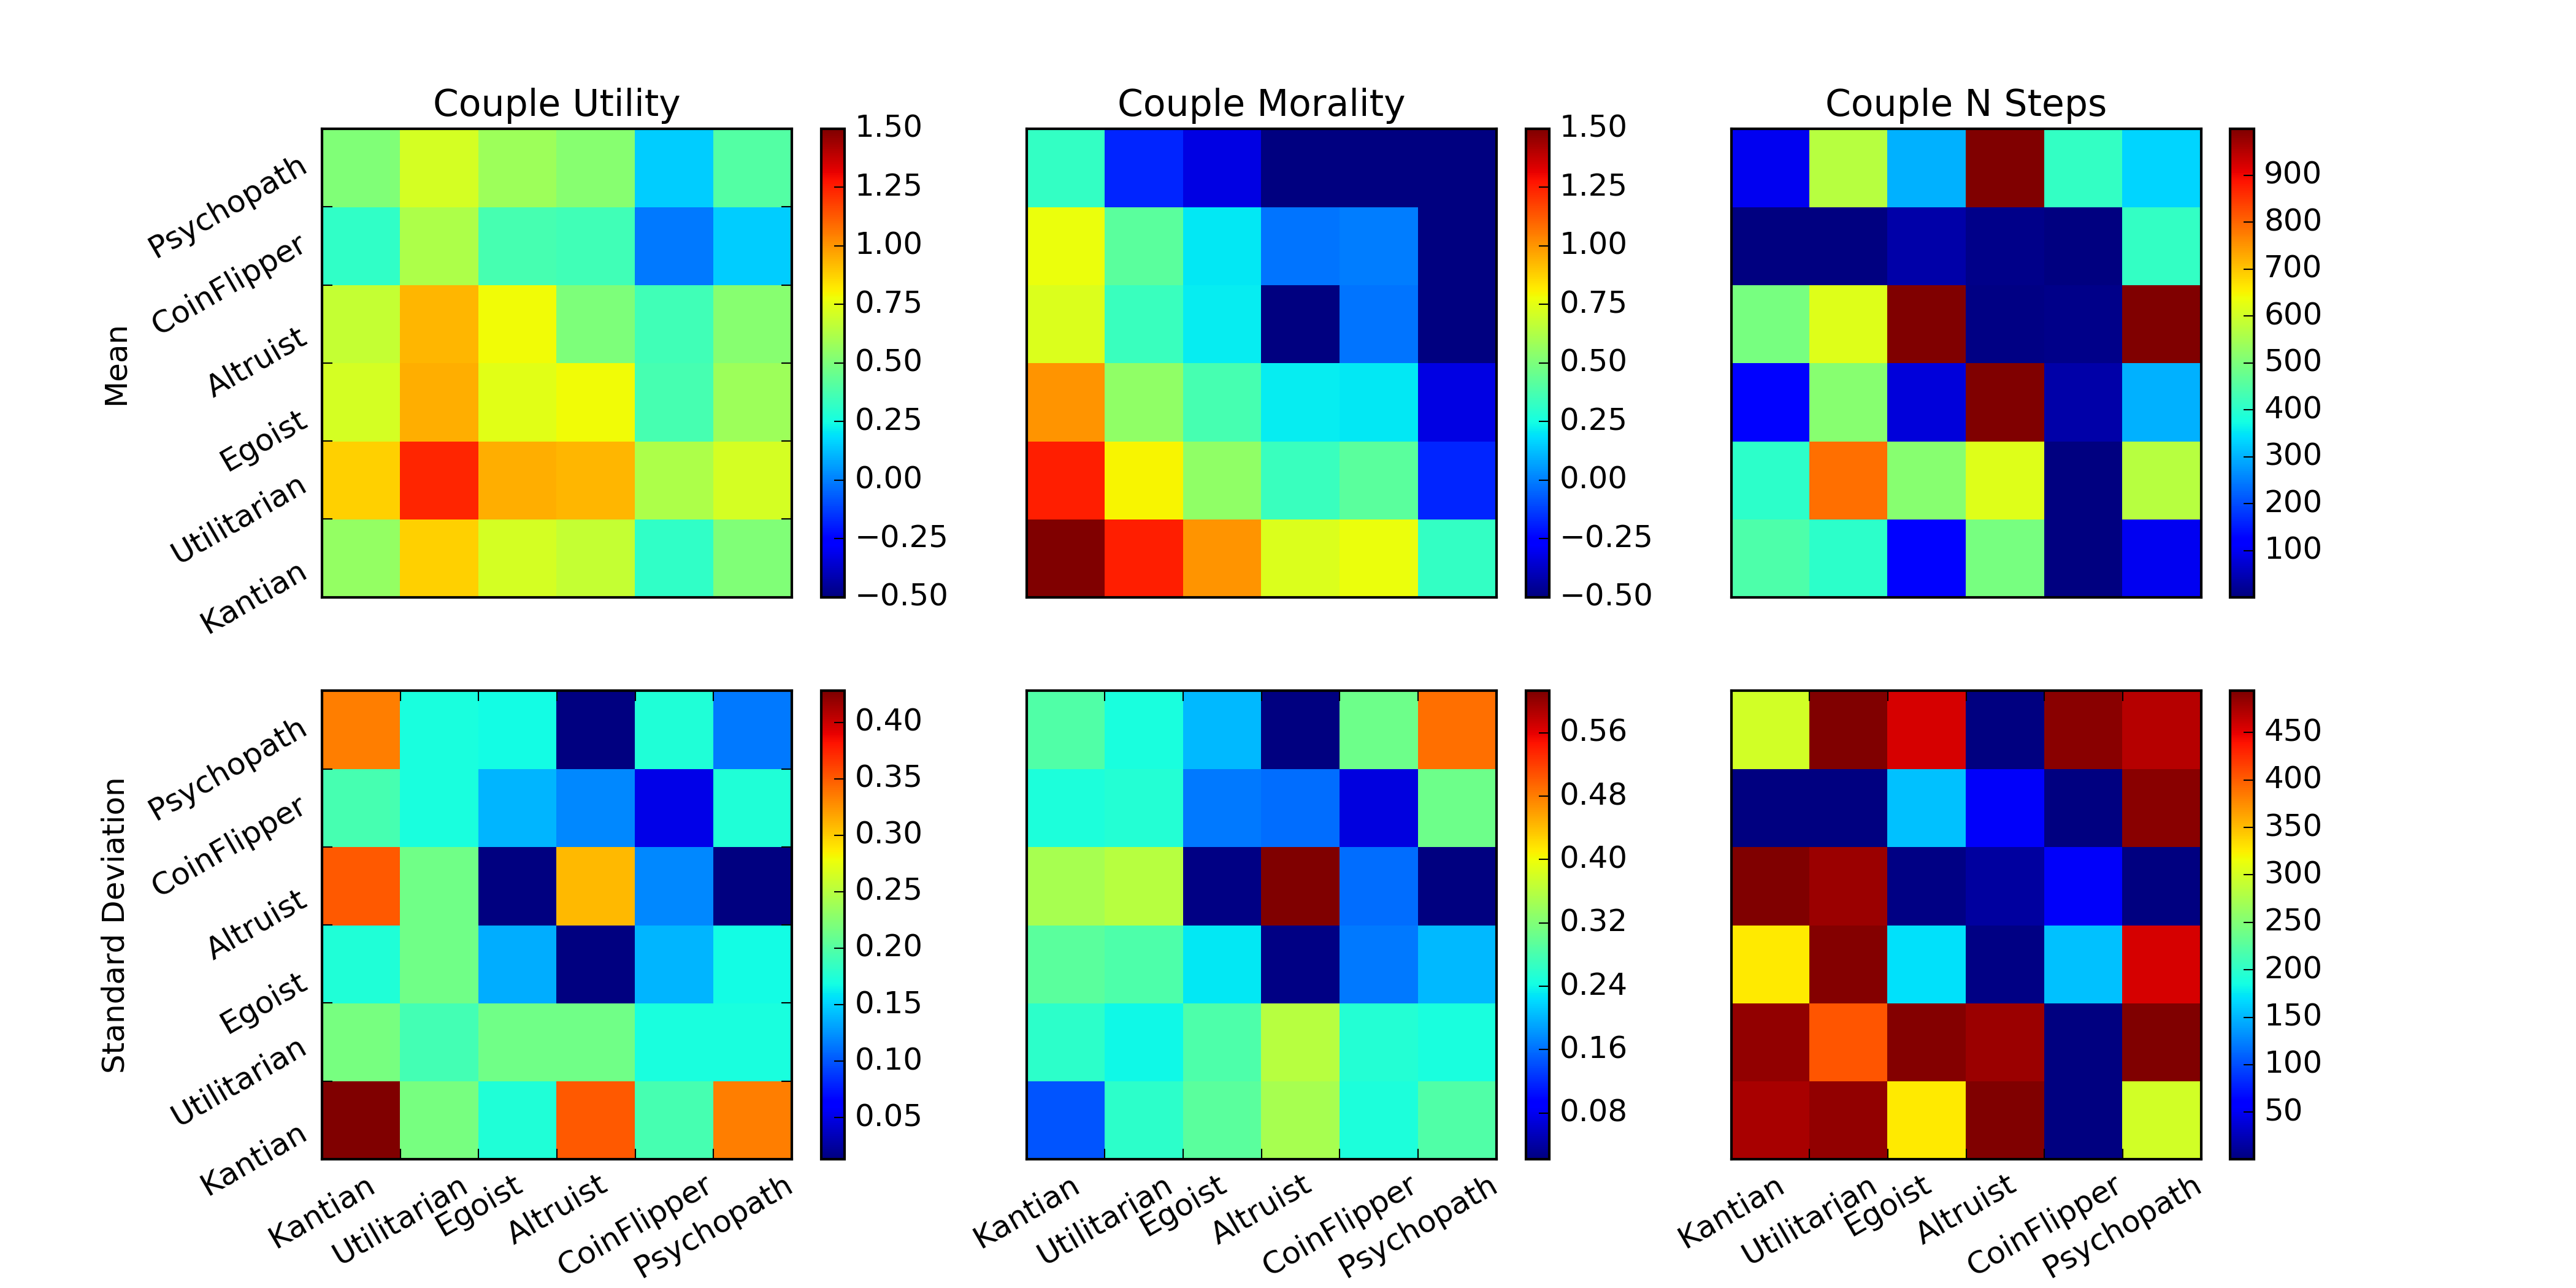 Couple Utility
Couple Morality
Couple N Steps
Mean
Psychopath
CoinFlipper
Altruist
Egoist
Utilitarian
Kantian
1.50
1.25
1.00
0.75
0.50
0.25
0.00
−0.25
−0.50
1.50
1.25
1.00
0.75
0.50
0.25
0.00
−0.25
−0.50
900
800
700
600
500
400
300
200
100
Standard Deviation
Psychopath
CoinFlipper
Altruist
Egoist
Utilitarian
Kantian
0.40
0.35
0.30
0.25
0.20
0.15
0.10
0.05
0.56
0.48
0.40
0.32
0.24
0.16
0.08
450
400
350
300
250
200
150
100
50
Kantian
Utilitarian
Egoist
Altruist
CoinFlipper
Psychopath
Kantian
Utilitarian
Egoist
Altruist
CoinFlipper
Psychopath
Kantian
Utilitarian
Egoist
Altruist
CoinFlipper
Psychopath